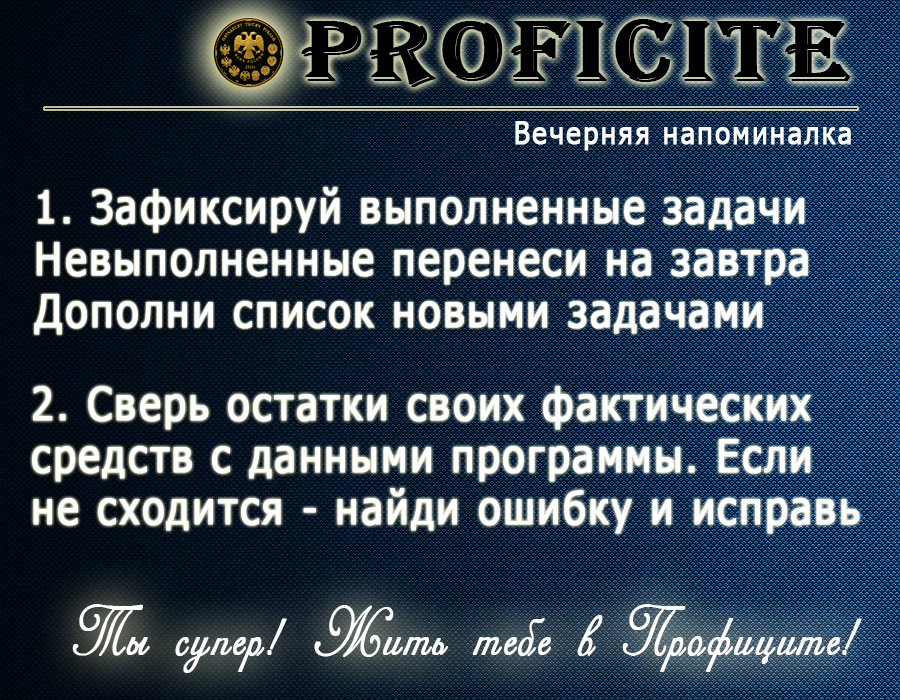 PROFICITE
Вечерняя напоминалка
1. Зафиксируй выполненные задачи
Невыполненные перенеси на завтра
Дополни список новыми задачами
2. Сверь остатки своих фактических
средств с данными программы. Если
не сходится - найди ошибку и исправь
Ты супер! Жить тебе в Профиците!